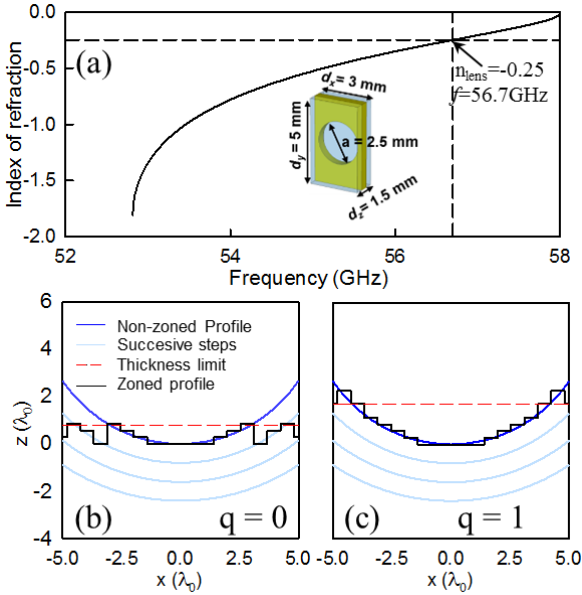 0.0
-0.5
-1.0
-1.5
-2.0
Index of refraction
(a)
n_lens=-0.25
f=56.7GHz
d_x= 3 mm
d_y= 5 mm
a = 2.5 mm
d_z= 1.5 mm
52
54
56
58
Frequency (GHz)
6
4
2
0
-2
-4
z (λ_0)
Non-zoned Profile
Succesive steps
Thickness limit
Zoned profile
(b) q = 0
(c) q = 1
-5.0 -2.5 0.0 2.5 5.0
-5.0 -2.5 0.0 2.5 5.0
x (λ_0)
x (λ_0)